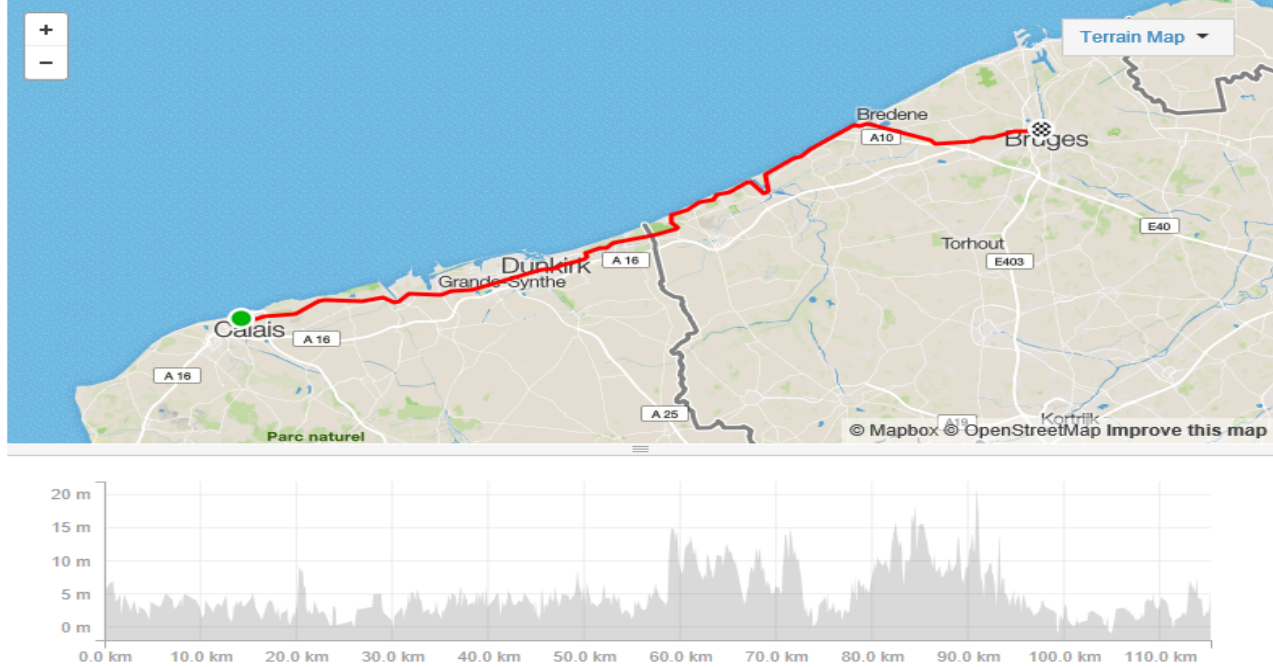 +
−
Terrain Map
Bredene
A10
Bruges
E40
Torhout
E403
Dunkirk
A 16
Grande-Synthe
Calais
A 16
A 16
A 25
A19
Kortrijk
Parc naturel
© Mapbox © OpenStreetMap Improve this map
20 m
15 m
10 m
5 m
0 m
0.0 km 10.0 km 20.0 km 30.0 km 40.0 km 50.0 km 60.0 km 70.0 km 80.0 km 90.0 km 100.0 km 110.0 km